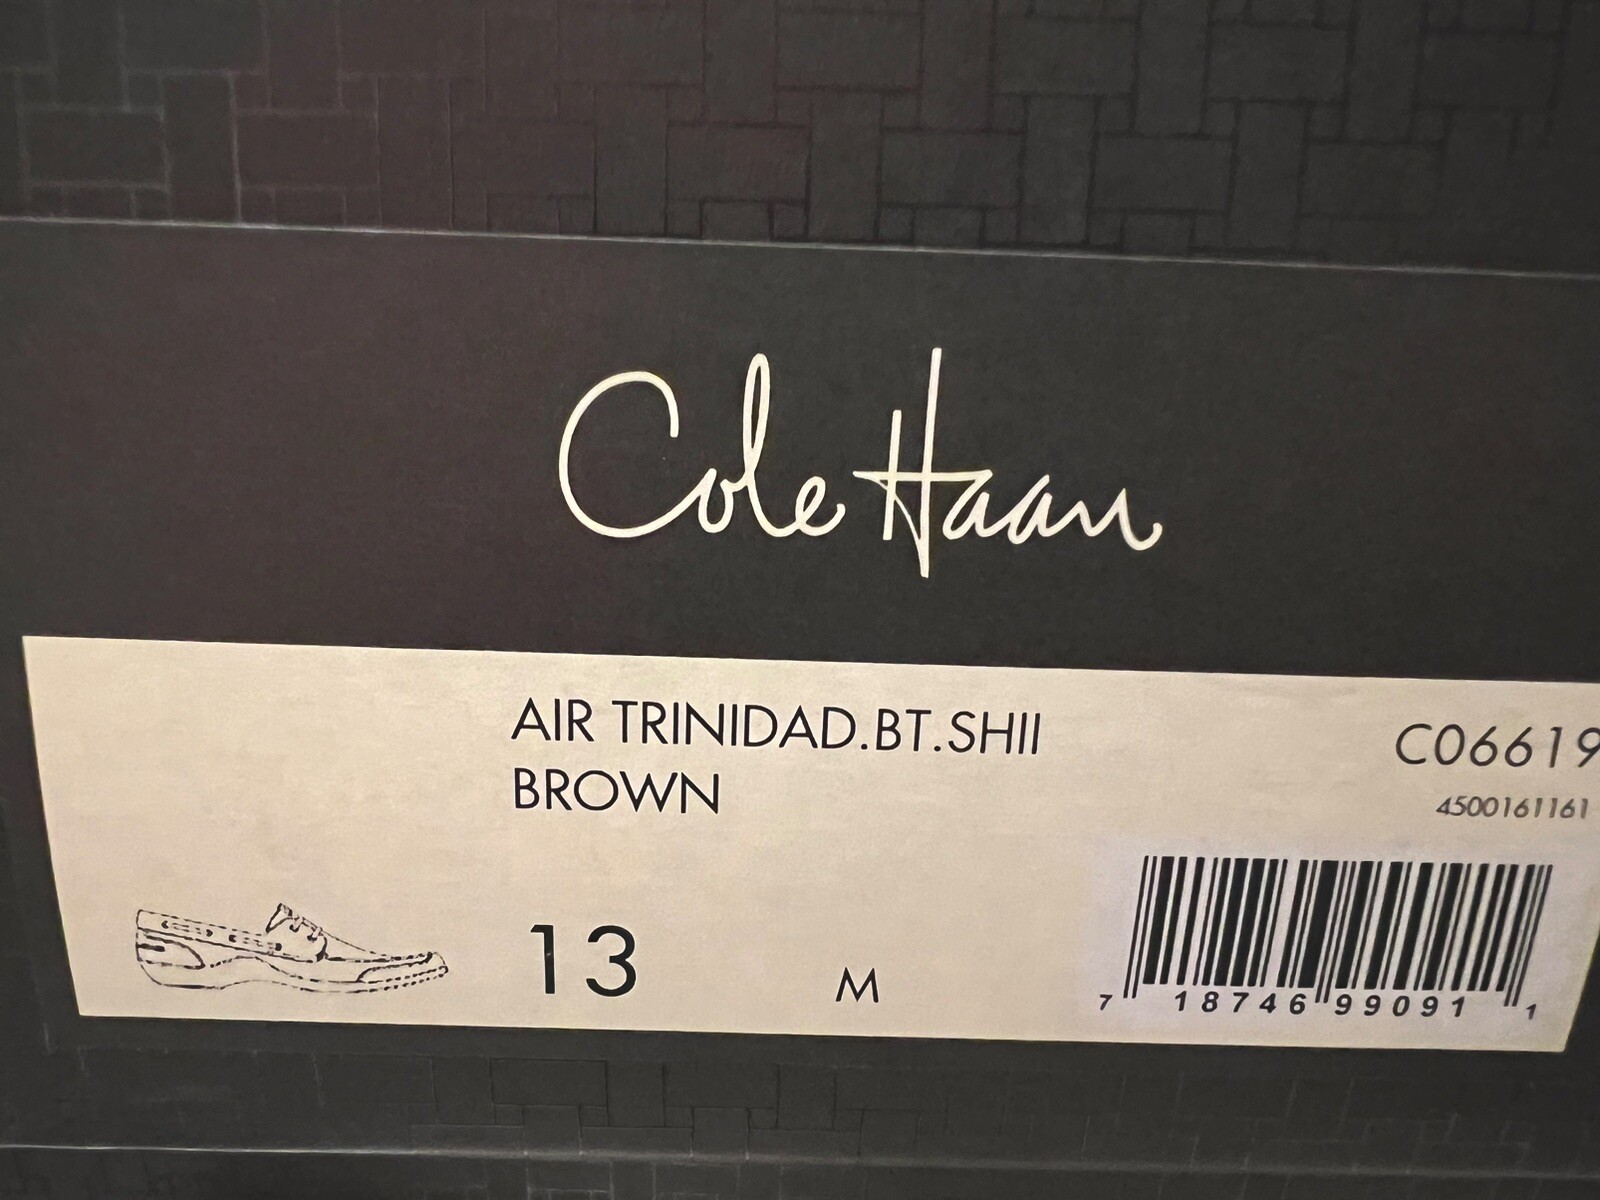 Cole Haan
AIR TRINIDAD.BT.SHII
BROWN
C06619
4500161161
13 M
7 18746 99091 1